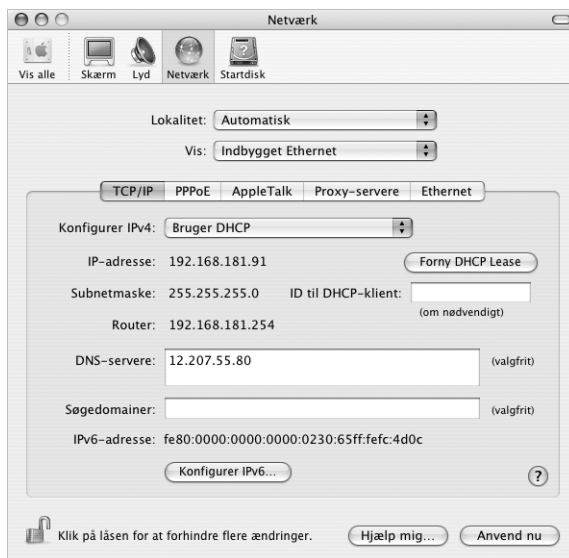 Netværk
Vis alle Skærm Lyd Netværk Startdisk
Lokalitet: Automatisk
Vis: Indbygget Ethernet
TCP/IP PPPoE AppleTalk Proxy-servere Ethernet
Konfigurer IPv4: Bruger DHCP
IP-adresse: 192.168.181.91 Forny DHCP Lease
Subnetmaske: 255.255.255.0 ID til DHCP-klient:
(om nødvendigt)
Router: 192.168.181.254
DNS-servere: 12.207.55.80 (valgfrit)
Søgedomainer: (valgfrit)
IPv6-adresse: fe80:0000:0000:0000:0230:65ff:fefc:4d0c
Konfigurer IPv6... ?
Klik på låsen for at forhindre flere ændringer. Hjælp mig... Anvend nu